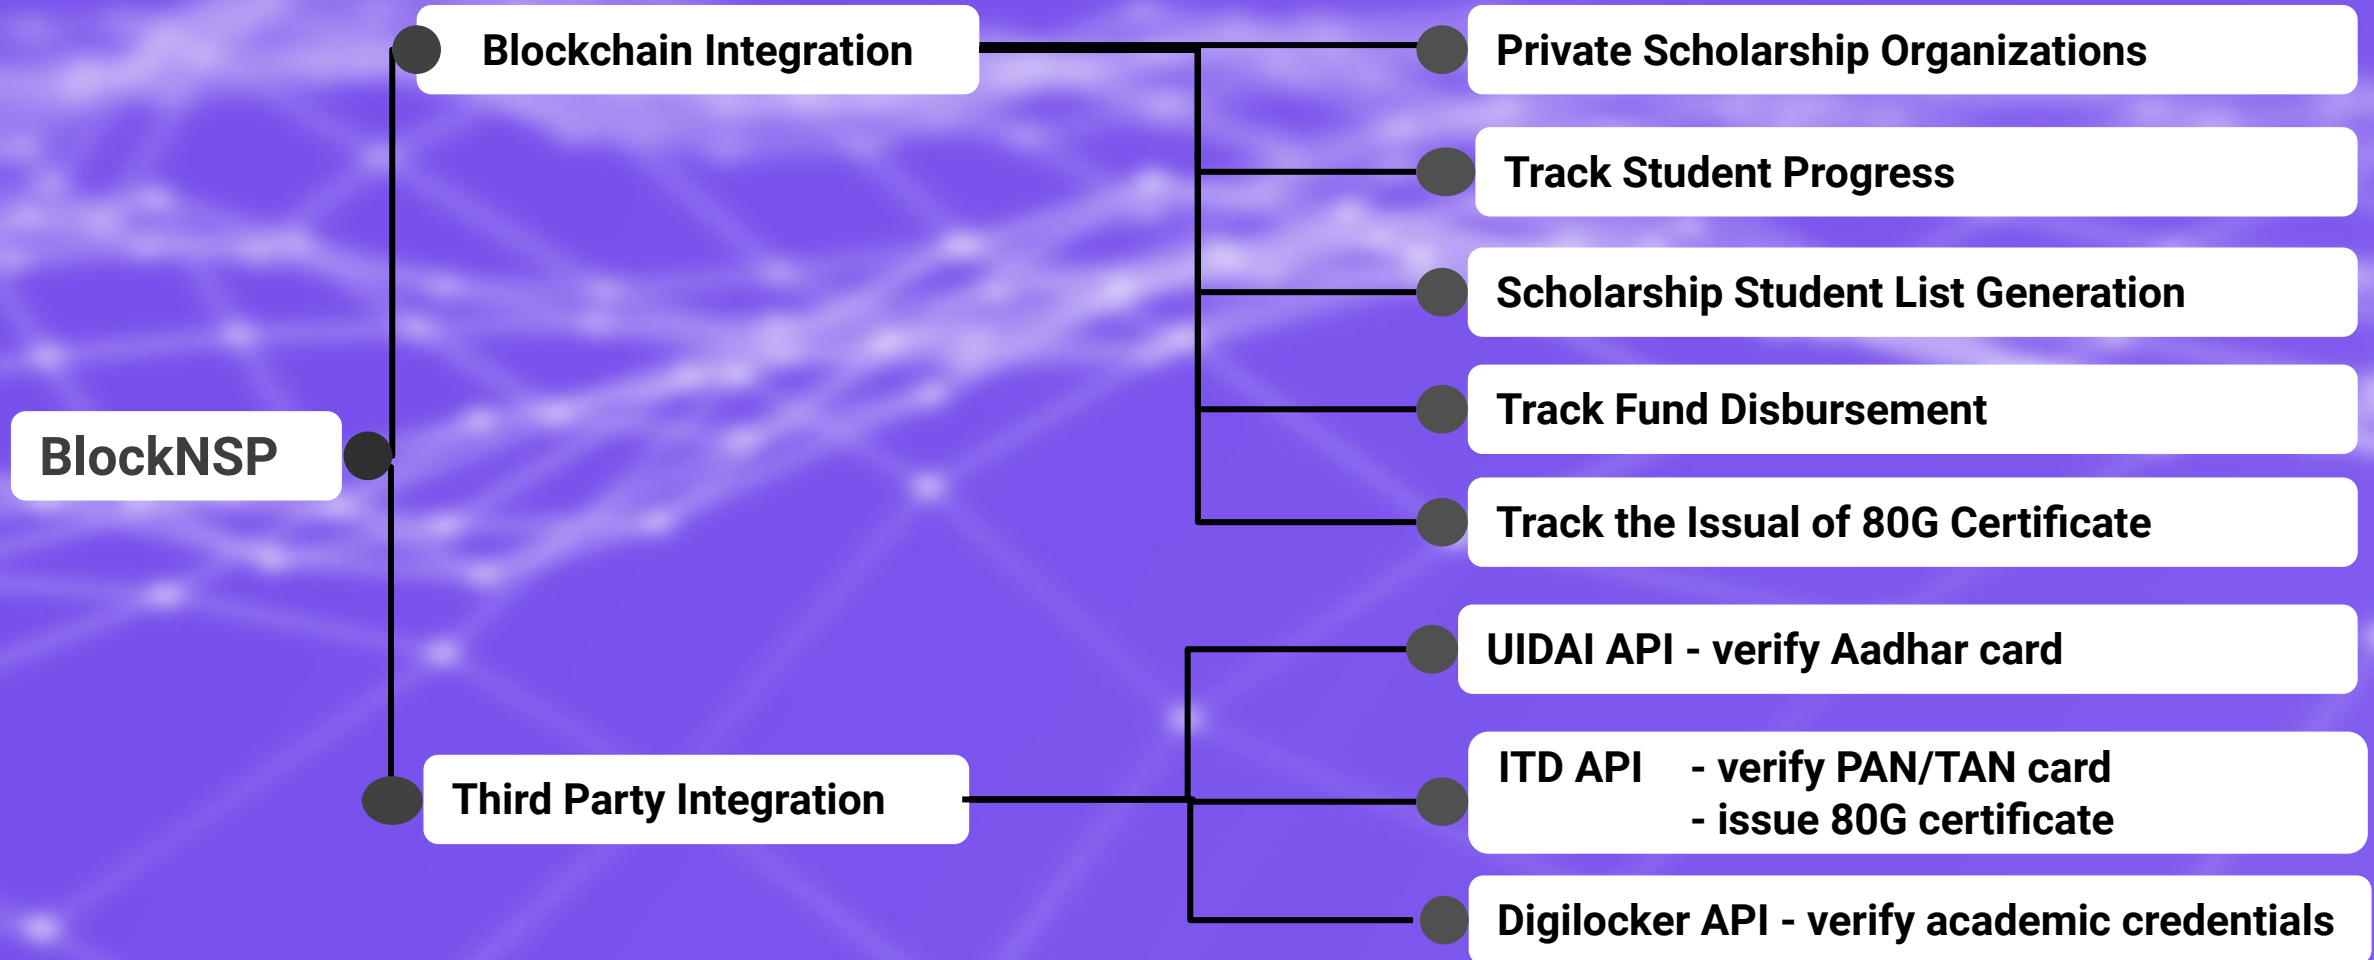 BlockNSP
Blockchain Integration
Private Scholarship Organizations
Track Student Progress
Scholarship Student List Generation
Track Fund Disbursement
Track the Issual of 80G Certificate
Third Party Integration
UIDAI API - verify Aadhar card
ITD API - verify PAN/TAN card
- issue 80G certificate
Digilocker API - verify academic credentials